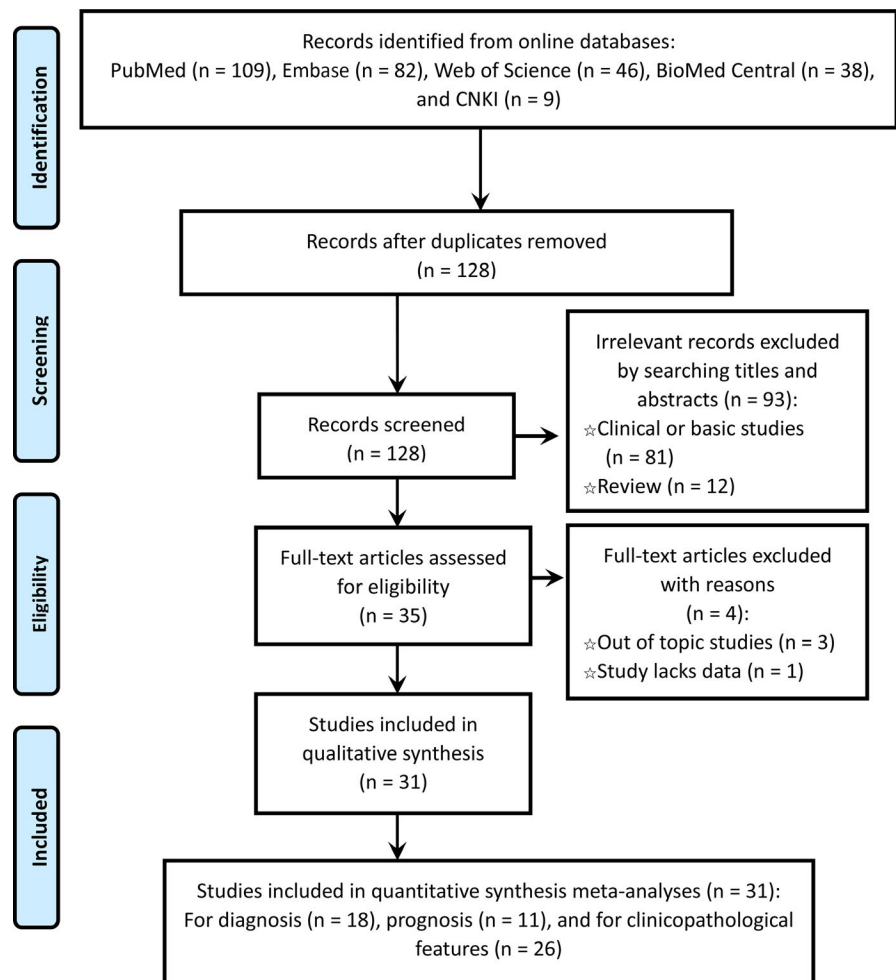 Identification
Records identified from online databases:
PubMed (n = 109), Embase (n = 82), Web of Science (n = 46), BioMed Central (n = 38),
and CNKI (n = 9)
Records after duplicates removed
(n = 128)
Screening
Records screened
(n = 128)
Irrelevant records excluded
by searching titles and
abstracts (n = 93):
☆Clinical or basic studies
(n = 81)
☆Review (n = 12)
Eligibility
Full-text articles assessed
for eligibility
(n = 35)
Full-text articles excluded
with reasons
(n = 4):
☆Out of topic studies (n = 3)
☆Study lacks data (n = 1)
Studies included in
qualitative synthesis
(n = 31)
Included
Studies included in quantitative synthesis meta-analyses (n = 31):
For diagnosis (n = 18), prognosis (n = 11), and for clinicopathological
features (n = 26)